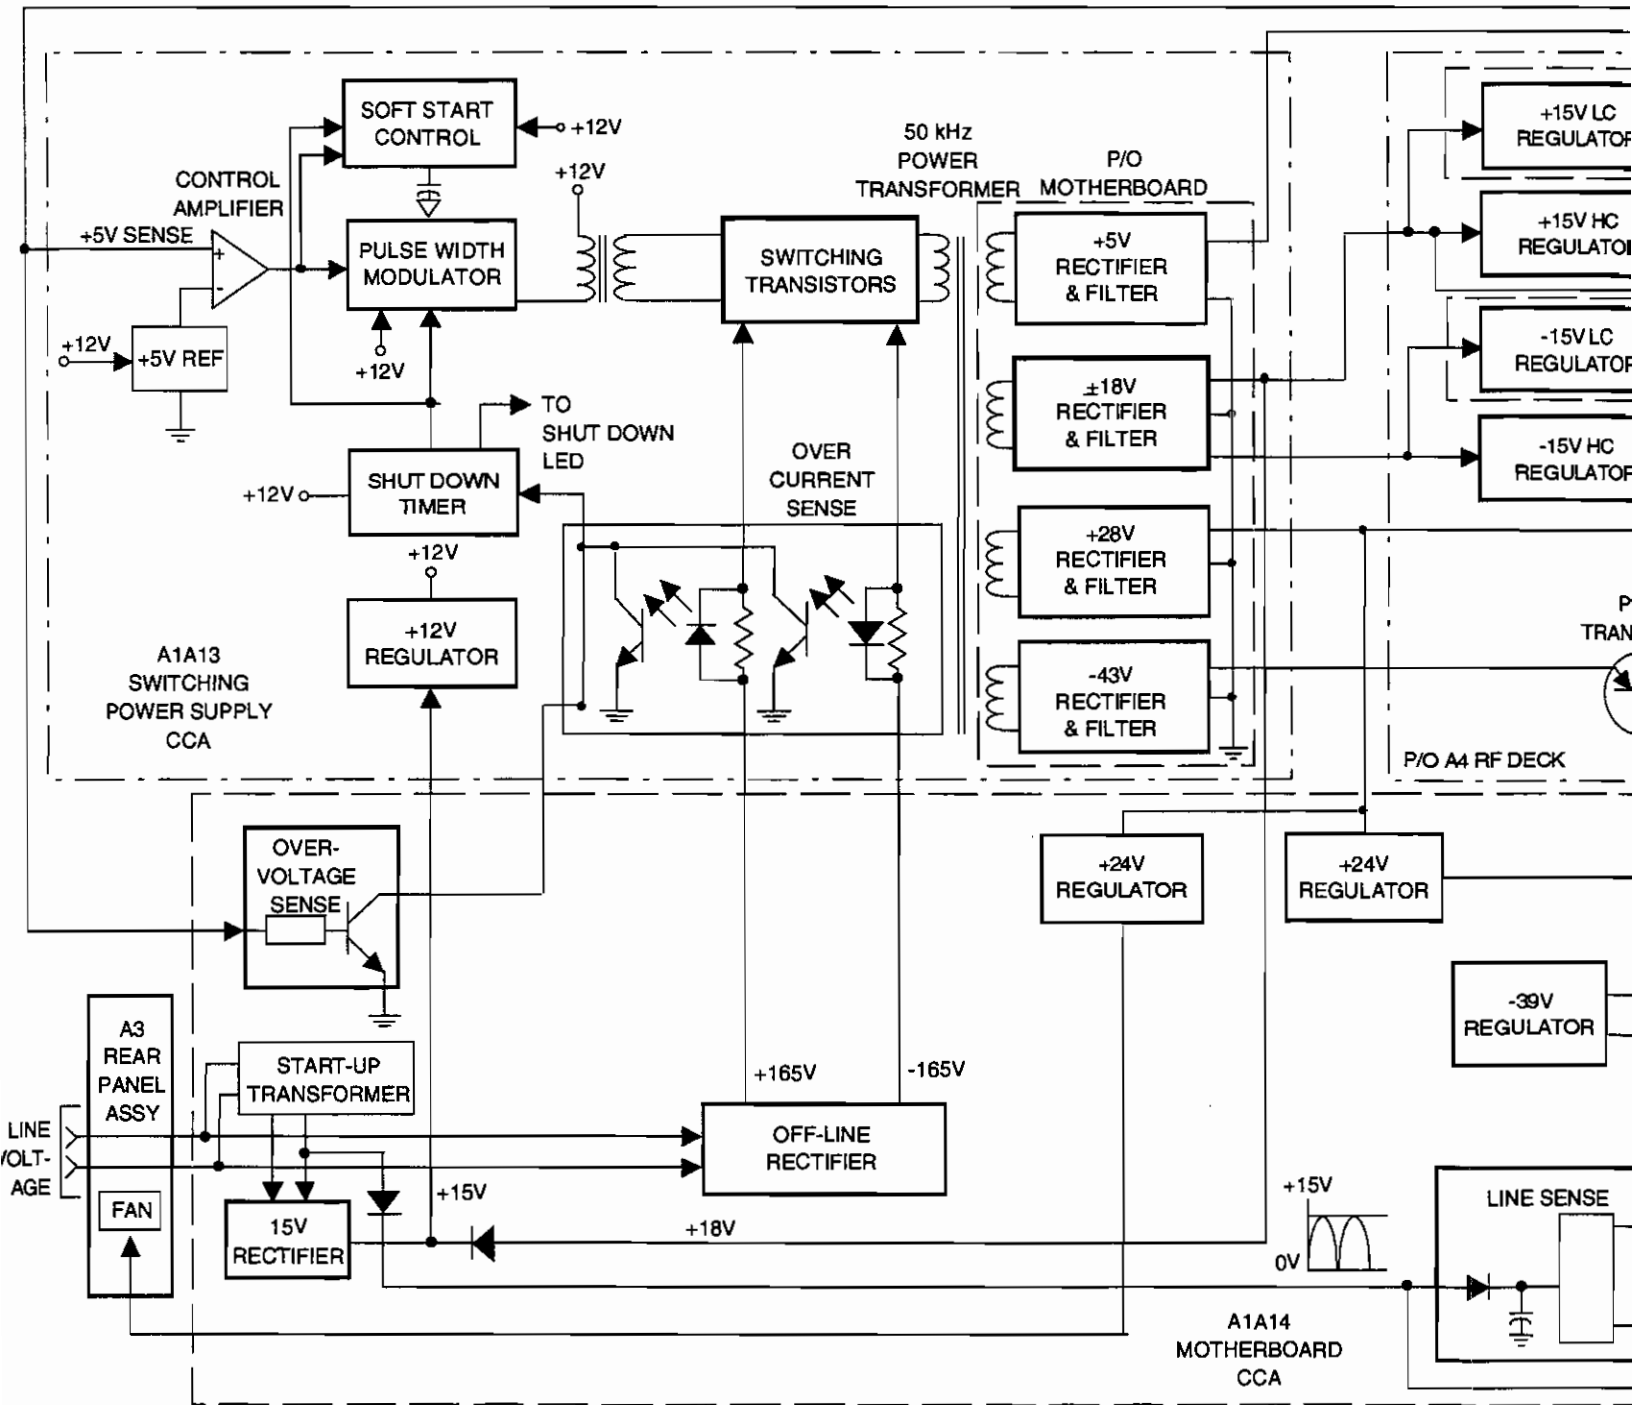 SOFT START
CONTROL
+12V
+12V
CONTROL
AMPLIFIER
+5V SENSE
+
-
+12V
+5V REF
PULSE WIDTH
MODULATOR
+12V
50 kHz
POWER
TRANSFORMER
P/O
MOTHERBOARD
SWITCHING
TRANSISTORS
+5V
RECTIFIER
& FILTER
±18V
RECTIFIER
& FILTER
+28V
RECTIFIER
& FILTER
-43V
RECTIFIER
& FILTER
+15V LC
+15V HC
-15V LC
-15V HC
P/O A4 RF DECK
TO
SHUT DOWN
LED
+12V
SHUT DOWN
TIMER
OVER
CURRENT
SENSE
+12V
+12V
REGULATOR
A1A13
SWITCHING
POWER SUPPLY
CCA
OVER-
VOLTAGE
SENSE
+24V
REGULATOR
+24V
REGULATOR
-39V
REGULATOR
A3
REAR
PANEL
ASSY
FAN
LINE
VOLT-
AGE
START-UP
TRANSFORMER
+165V
-165V
OFF-LINE
RECTIFIER
15V
RECTIFIER
+15V
+18V
+15V
0V
LINE SENSE
A1A14
MOTHERBOARD
CCA